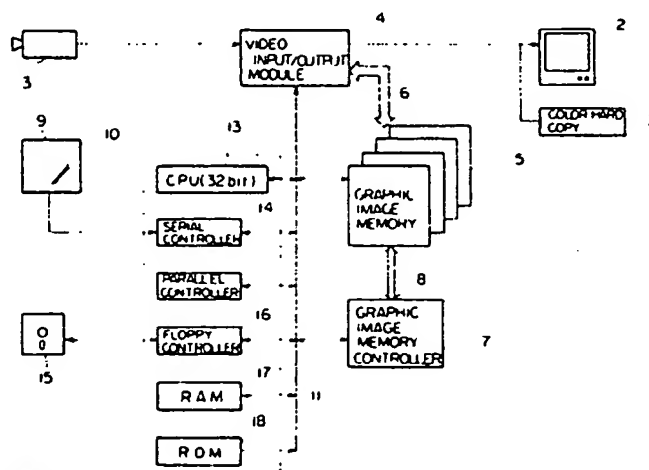 4
2
VIDEO
INPUT/OUTPUT
MODULE
3
6
COLOR HARD
COPY
9
10
13
5
CPU(32bit)
GRAPHIC
IMAGE
MEMORY
14
SERIAL
CONTROLLER
8
PARALLEL
CONTROLLER
16
GRAPHIC
IMAGE
MEMORY
CONTROLLER
7
FLOPPY
CONTROLLER
15
17
11
RAM
18
ROM